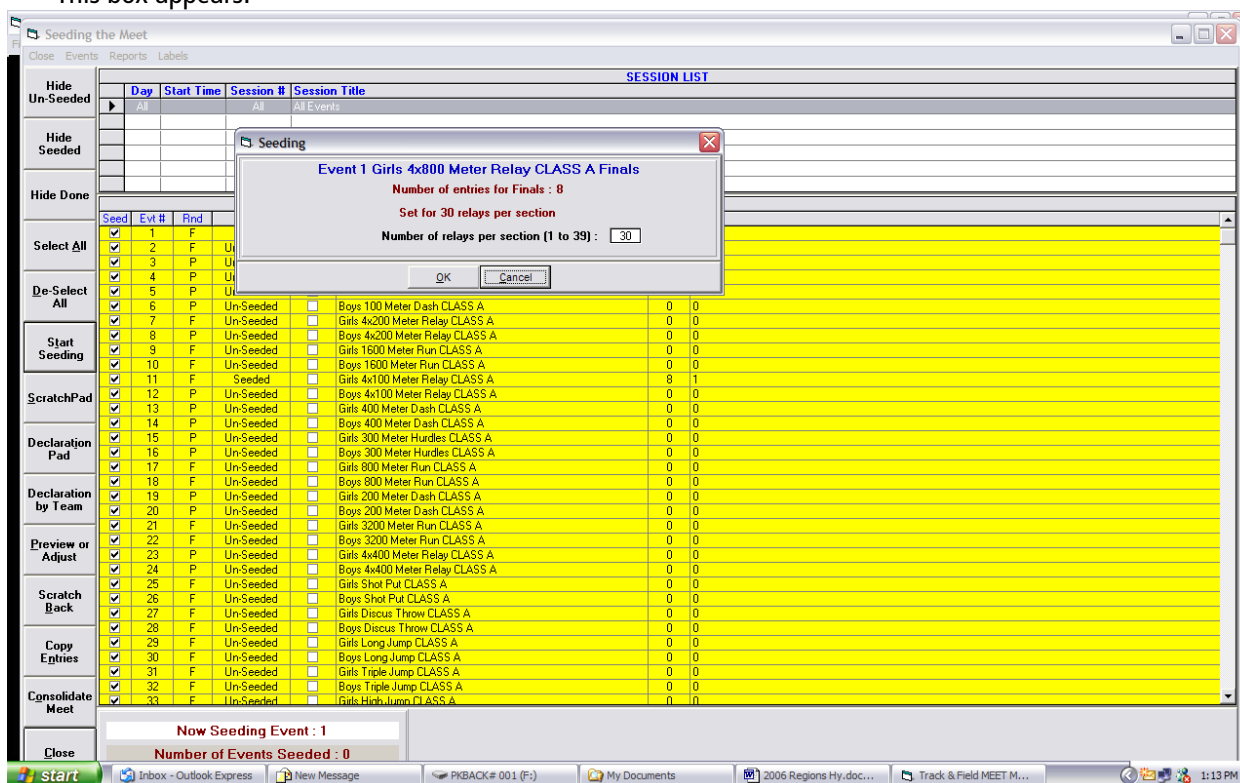 This box appears:
Seeding the Meet
Close Events Reports Labels
SESSION LIST
Day Start Time Session # Session Title
All All All Events
Hide Un-Seeded
Hide Seeded
Hide Done
Select All
De-Select All
Start Seeding
ScratchPad
Declaration Pad
Declaration by Team
Preview or Adjust
Scratch Back
Copy Entries
Consolidate Meet
Close
Seeding
Event 1 Girls 4x800 Meter Relay CLASS A Finals
Number of entries for Finals : 8
Set for 30 relays per section
Number of relays per section (1 to 39) : 30
OK Cancel
Seed Evt # Rnd
1 F
2 F
3 P
4 P
5 P
6 P Un-Seeded Boys 100 Meter Dash CLASS A 0 0
7 F Un-Seeded Girls 4x200 Meter Relay CLASS A 0 0
8 P Un-Seeded Boys 4x200 Meter Relay CLASS A 0 0
9 F Un-Seeded Girls 1600 Meter Run CLASS A 0 0
10 F Un-Seeded Boys 1600 Meter Run CLASS A 0 0
11 F Seeded Girls 4x100 Meter Relay CLASS A 8 1
12 P Un-Seeded Boys 4x100 Meter Relay CLASS A 0 0
13 P Un-Seeded Girls 400 Meter Dash CLASS A 0 0
14 P Un-Seeded Boys 400 Meter Dash CLASS A 0 0
15 P Un-Seeded Girls 300 Meter Hurdles CLASS A 0 0
16 P Un-Seeded Boys 300 Meter Hurdles CLASS A 0 0
17 F Un-Seeded Girls 800 Meter Run CLASS A 0 0
18 F Un-Seeded Boys 800 Meter Run CLASS A 0 0
19 P Un-Seeded Girls 200 Meter Dash CLASS A 0 0
20 P Un-Seeded Boys 200 Meter Dash CLASS A 0 0
21 F Un-Seeded Girls 3200 Meter Run CLASS A 0 0
22 F Un-Seeded Boys 3200 Meter Run CLASS A 0 0
23 P Un-Seeded Girls 4x400 Meter Relay CLASS A 0 0
24 P Un-Seeded Boys 4x400 Meter Relay CLASS A 0 0
25 F Un-Seeded Girls Shot Put CLASS A 0 0
26 F Un-Seeded Boys Shot Put CLASS A 0 0
27 F Un-Seeded Girls Discus Throw CLASS A 0 0
28 F Un-Seeded Boys Discus Throw CLASS A 0 0
29 F Un-Seeded Girls Long Jump CLASS A 0 0
30 F Un-Seeded Boys Long Jump CLASS A 0 0
31 F Un-Seeded Girls Triple Jump CLASS A 0 0
32 F Un-Seeded Boys Triple Jump CLASS A 0 0
33 F Un-Seeded Girls High Jump CLASS A 0 0
Now Seeding Event : 1
Number of Events Seeded : 0
start Inbox - Outlook Express New Message PKBACK# 001 (F:) My Documents 2006 Regions Hy.doc... Track & Field MEET M... 1:13 PM